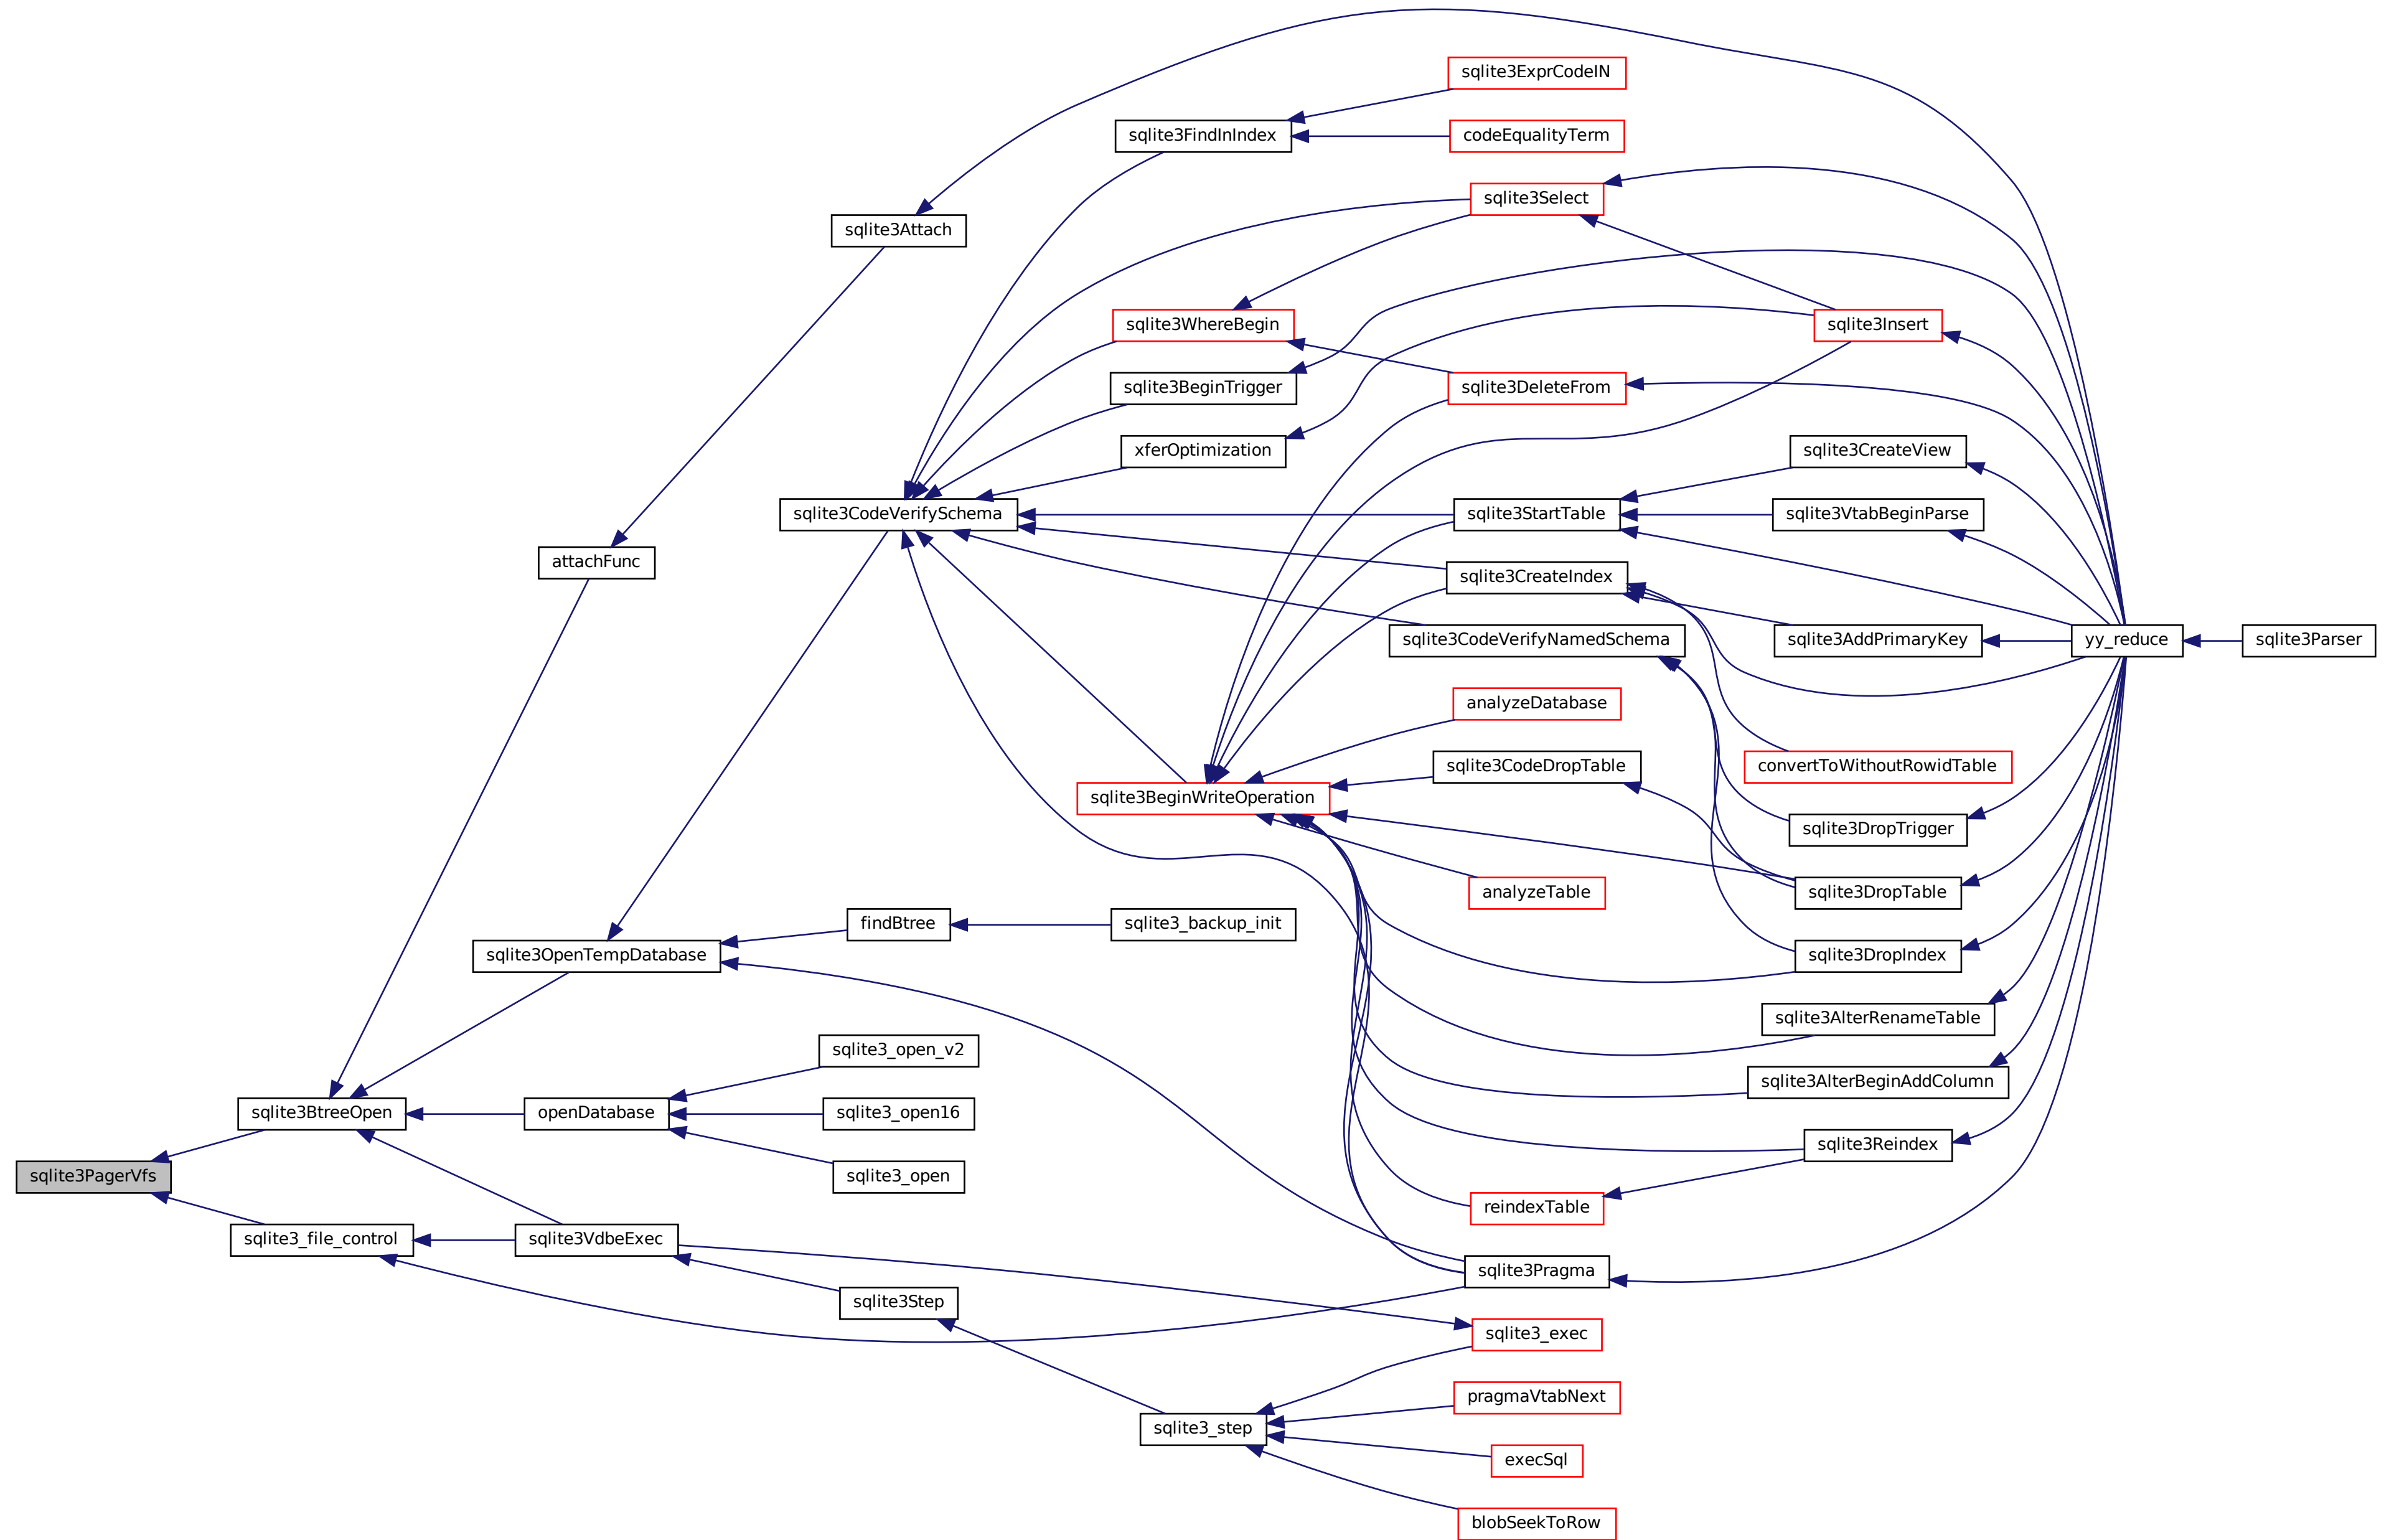 sqlite3ExprCodeIN
sqlite3FindInIndex
codeEqualityTerm
sqlite3Select
sqlite3Attach
sqlite3WhereBegin
sqlite3Insert
sqlite3BeginTrigger
sqlite3DeleteFrom
xferOptimization
sqlite3CreateView
sqlite3CodeVerifySchema
sqlite3StartTable
sqlite3VtabBeginParse
attachFunc
sqlite3CreateIndex
sqlite3CodeVerifyNamedSchema
sqlite3AddPrimaryKey
yy_reduce
sqlite3Parser
analyzeDatabase
sqlite3CodeDropTable
convertToWithoutRowidTable
sqlite3BeginWriteOperation
sqlite3DropTrigger
analyzeTable
sqlite3DropTable
findBtree
sqlite3_backup_init
sqlite3OpenTempDatabase
sqlite3DropIndex
sqlite3AlterRenameTable
sqlite3_open_v2
sqlite3AlterBeginAddColumn
sqlite3BtreeOpen
openDatabase
sqlite3_open16
sqlite3Reindex
sqlite3PagerVfs
sqlite3_open
reindexTable
sqlite3_file_control
sqlite3VdbeExec
sqlite3Pragma
sqlite3Step
sqlite3_exec
pragmaVtabNext
sqlite3_step
execSql
blobSeekToRow